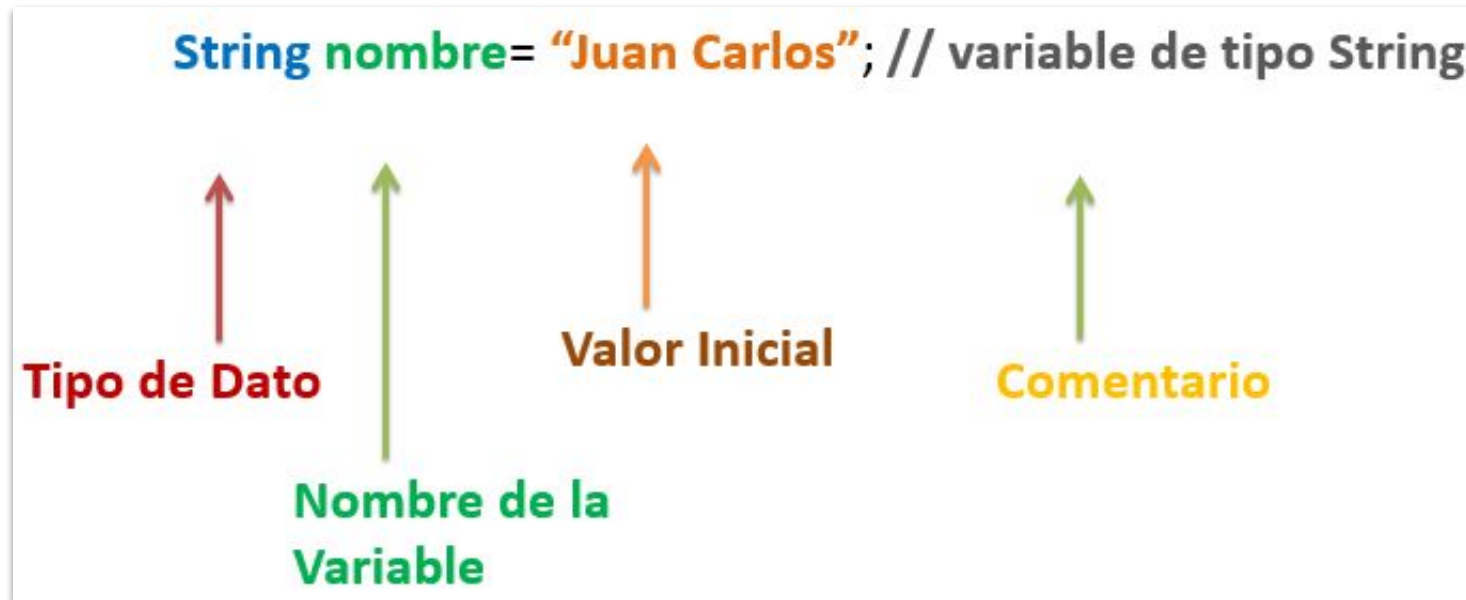 String nombre= “Juan Carlos”; // variable de tipo String
Valor Inicial
Tipo de Dato
Comentario
Nombre de la
Variable